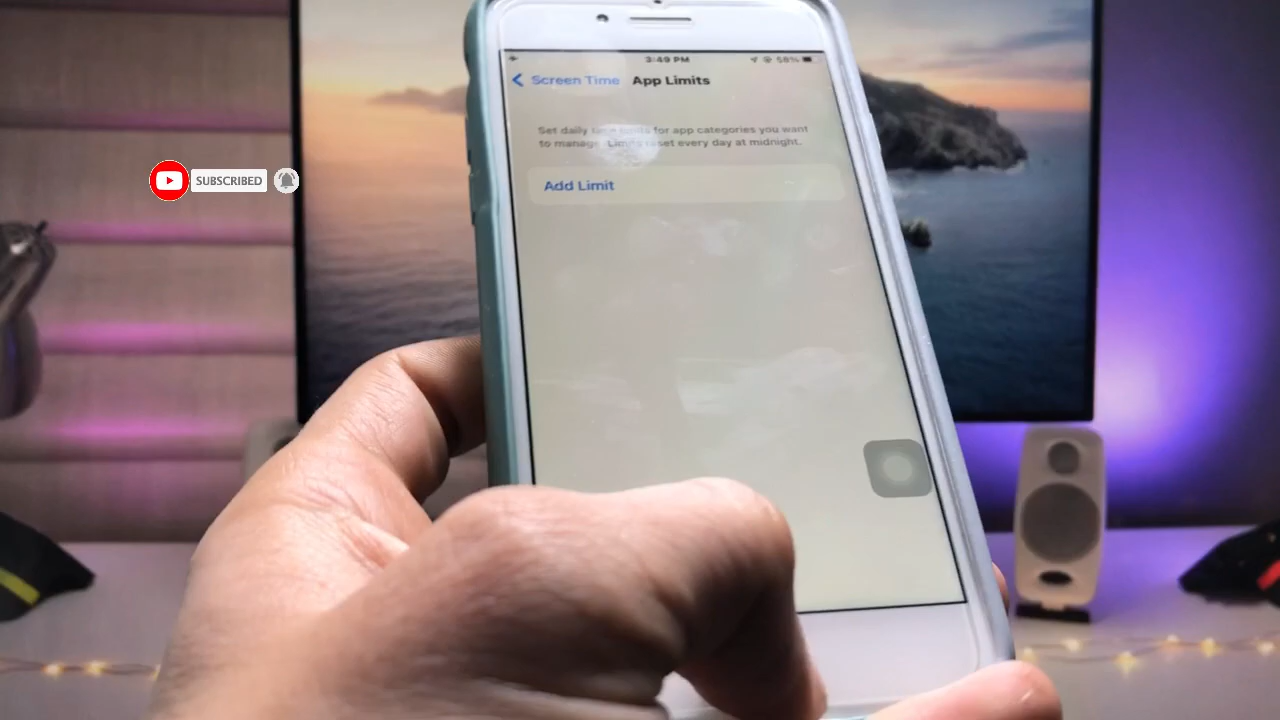 3:49 PM
58%
Screen Time App Limits
Set daily time limits for app categories you want
to manage. Limits reset every day at midnight.
SUBSCRIBED
Add Limit